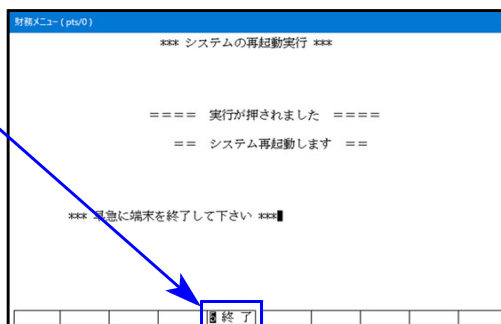 財務メニュー ( pts/0 )
*** システムの再起動実行 ***
==== 実行が押されました ====
== システム再起動します ==
*** 早急に端末を終了して下さい ***
5 終 了